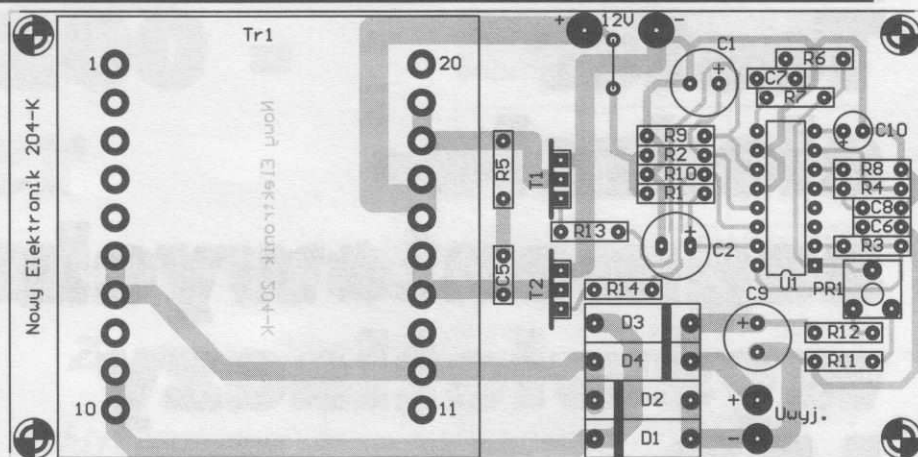 Nowy Elektronik 204-K
Tr1
1
20
10
11
Nowy Elektronik 204-K
+
12V
-
C1
+
R6
C7
R7
C10
+
R9
R2
R10
R1
R8
R4
C8
C6
R3
R5
T1
R13
+
C2
C5
T2
R14
U1
PR1
C9
+
D3
D4
D2
D1
R12
R11
+
Uwyj.
-